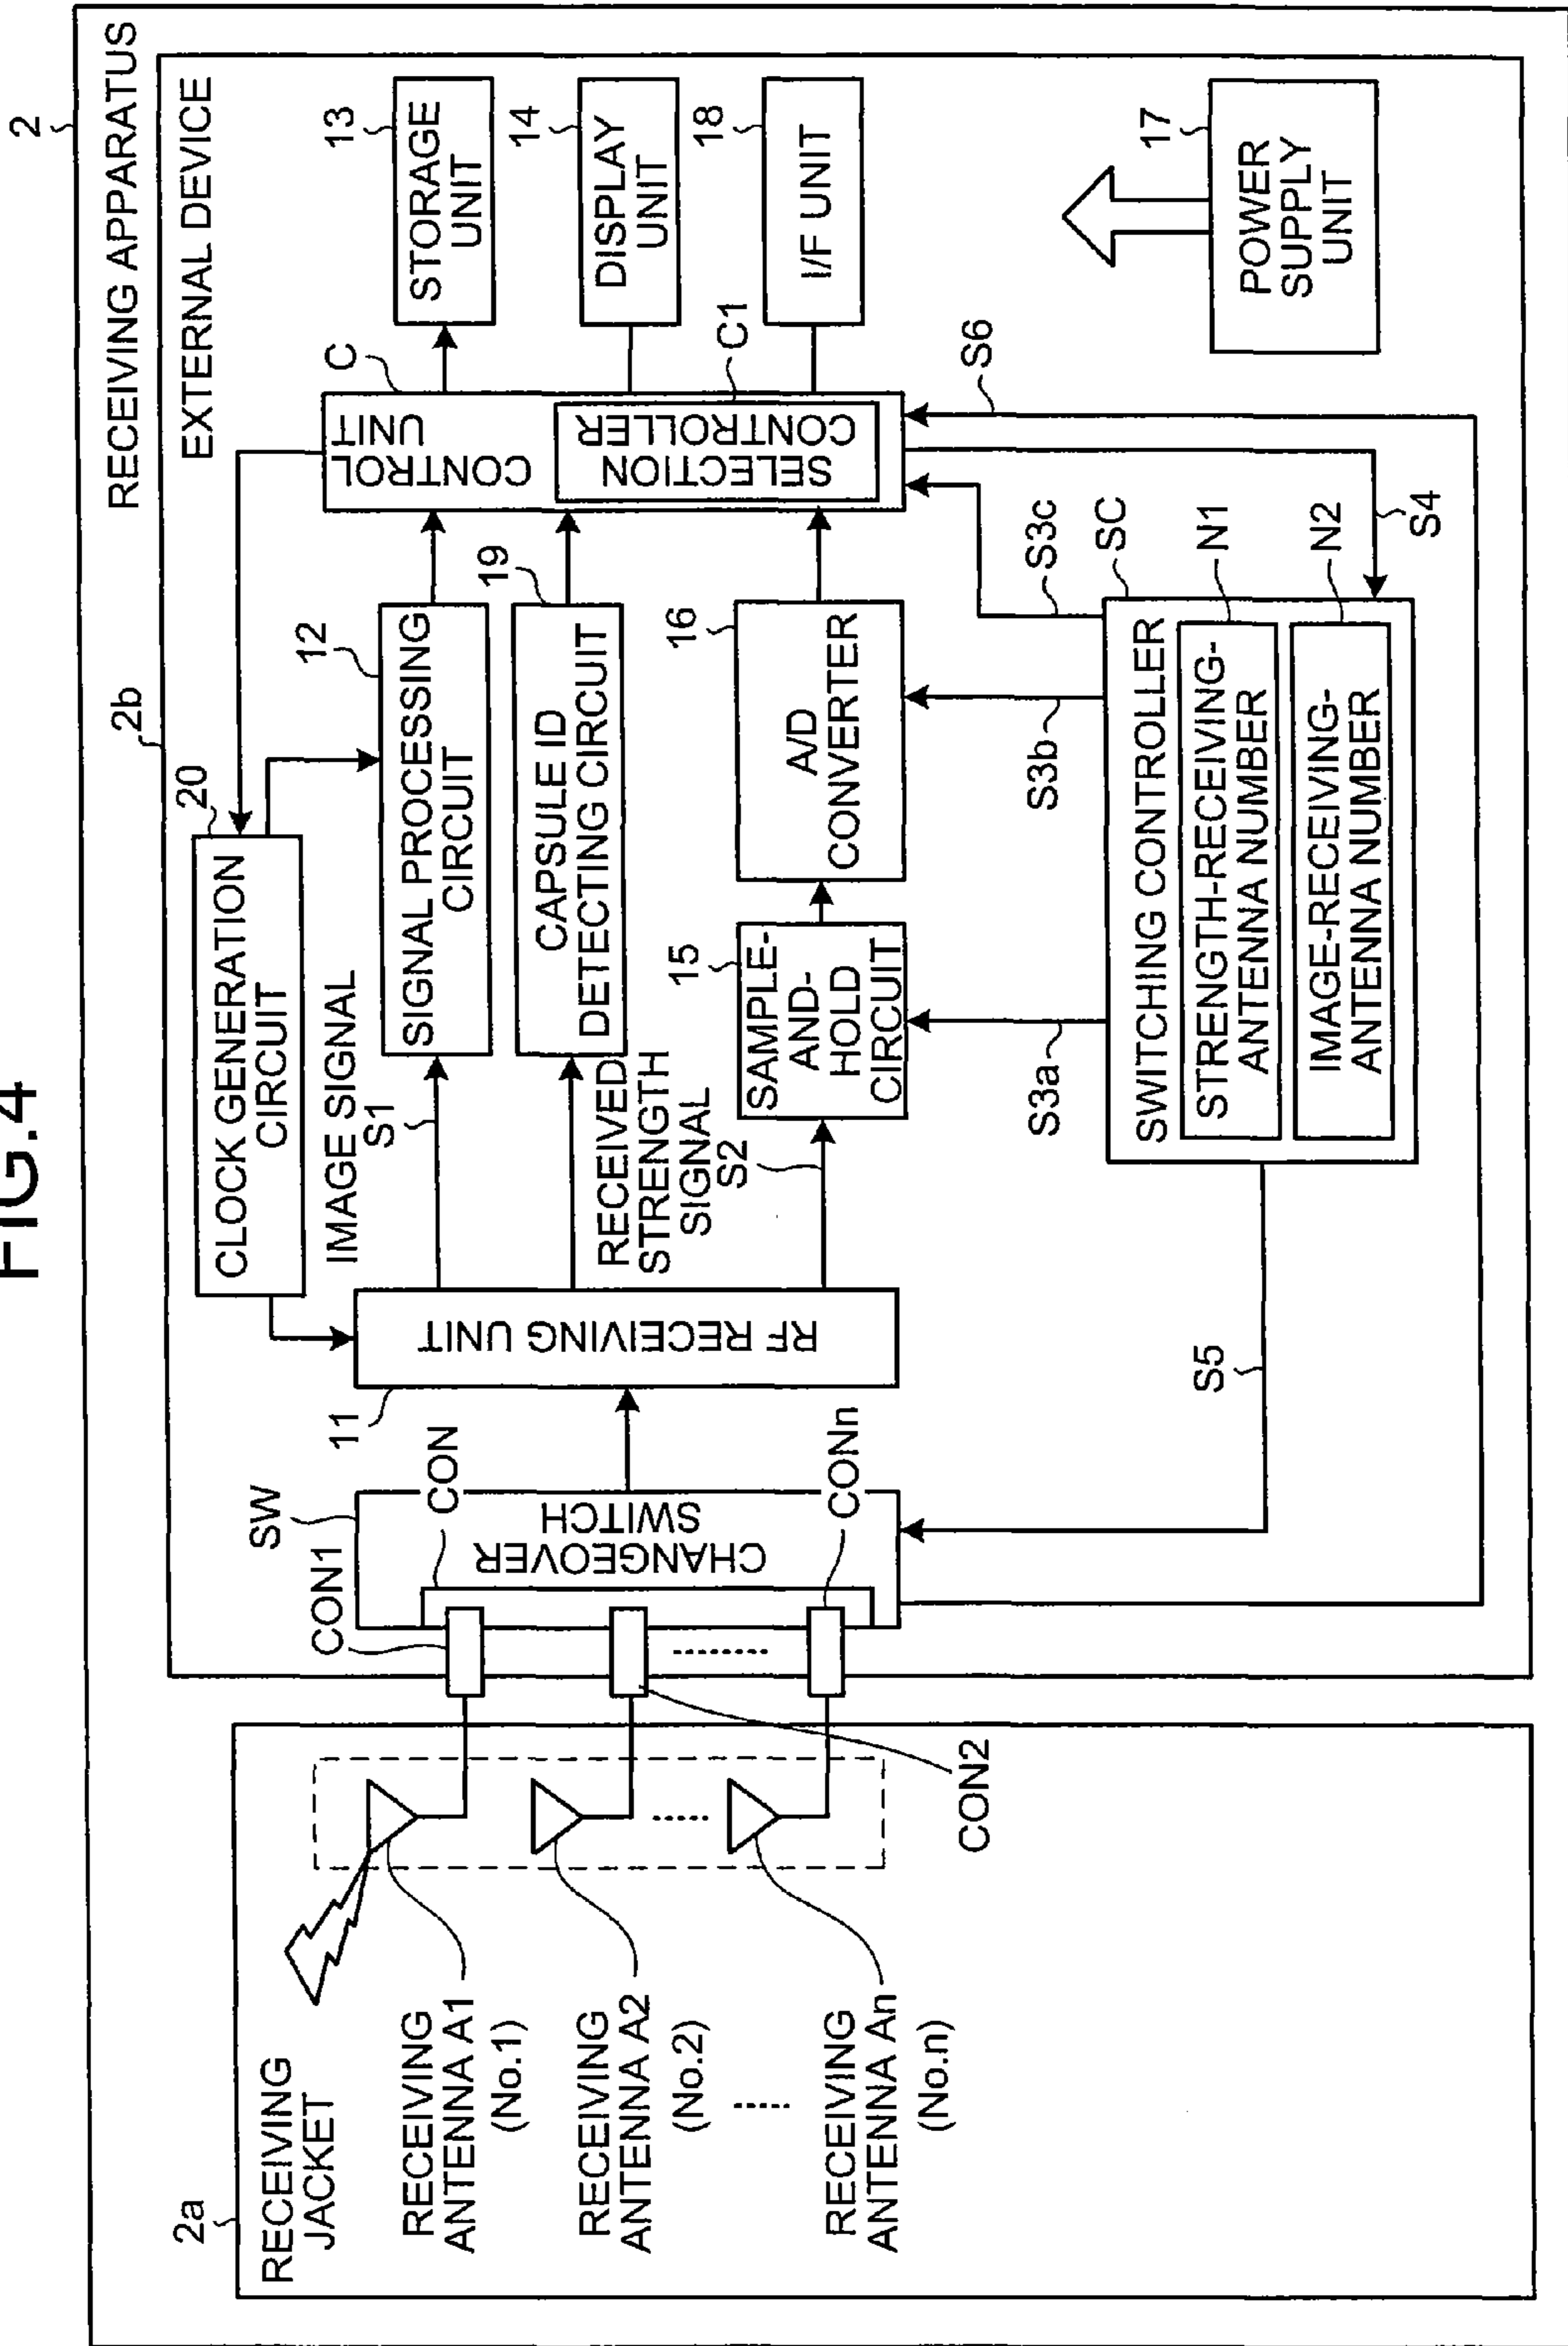 FIG.4
2
RECEIVING APPARATUS
2b
EXTERNAL DEVICE
20
CLOCK GENERATION
CIRCUIT
2a
RECEIVING
JACKET
RECEIVING
ANTENNA A1
(No.1)
RECEIVING
ANTENNA A2
(No.2)
RECEIVING
ANTENNA An
(No.n)
CON1
CON2
SW
CON
CONn
CHANGEOVER
SWITCH
11
RF RECEIVING UNIT
IMAGE SIGNAL
S1
12
SIGNAL PROCESSING
CIRCUIT
19
CAPSULE ID
DETECTING CIRCUIT
RECEIVED
STRENGTH
SIGNAL
S2
15
SAMPLE-
AND-
HOLD
CIRCUIT
16
A/D
CONVERTER
C
CONTROL
UNIT
C1
SELECTION
CONTROLLER
13
STORAGE
UNIT
14
DISPLAY
UNIT
18
I/F UNIT
S3a
S3b
S3c
S6
SC
SWITCHING CONTROLLER
N1
STRENGTH-RECEIVING-
ANTENNA NUMBER
N2
IMAGE-RECEIVING-
ANTENNA NUMBER
S4
S5
17
POWER
SUPPLY
UNIT